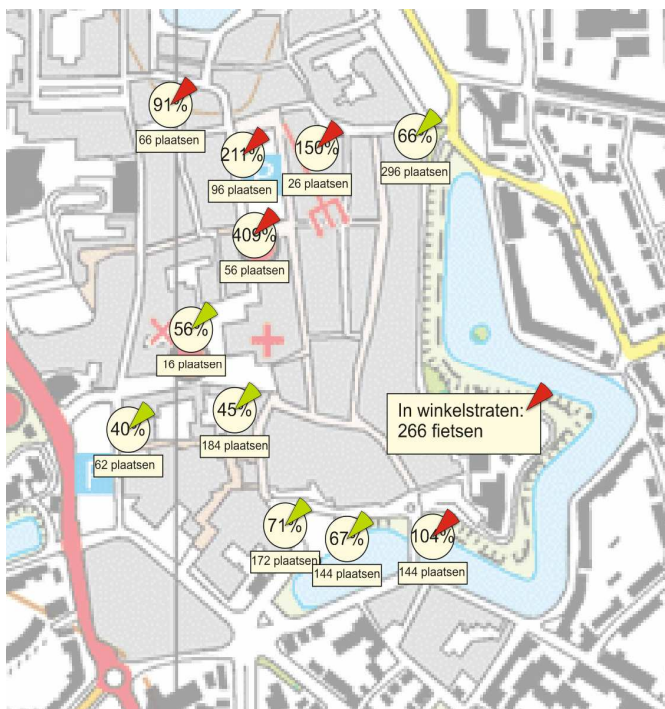 91%
66 plaatsen
211%
96 plaatsen
150%
26 plaatsen
66%
296 plaatsen
409%
56 plaatsen
56%
16 plaatsen
45%
184 plaatsen
40%
62 plaatsen
In winkelstraten:
266 fietsen
71%
172 plaatsen
67%
144 plaatsen
104%
144 plaatsen